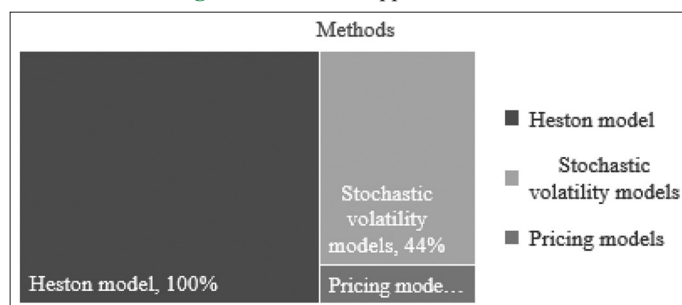 Methods
Heston model
Stochastic
volatility models
Pricing models
Stochastic
volatility
models, 44%
Heston model, 100%
Pricing mode…